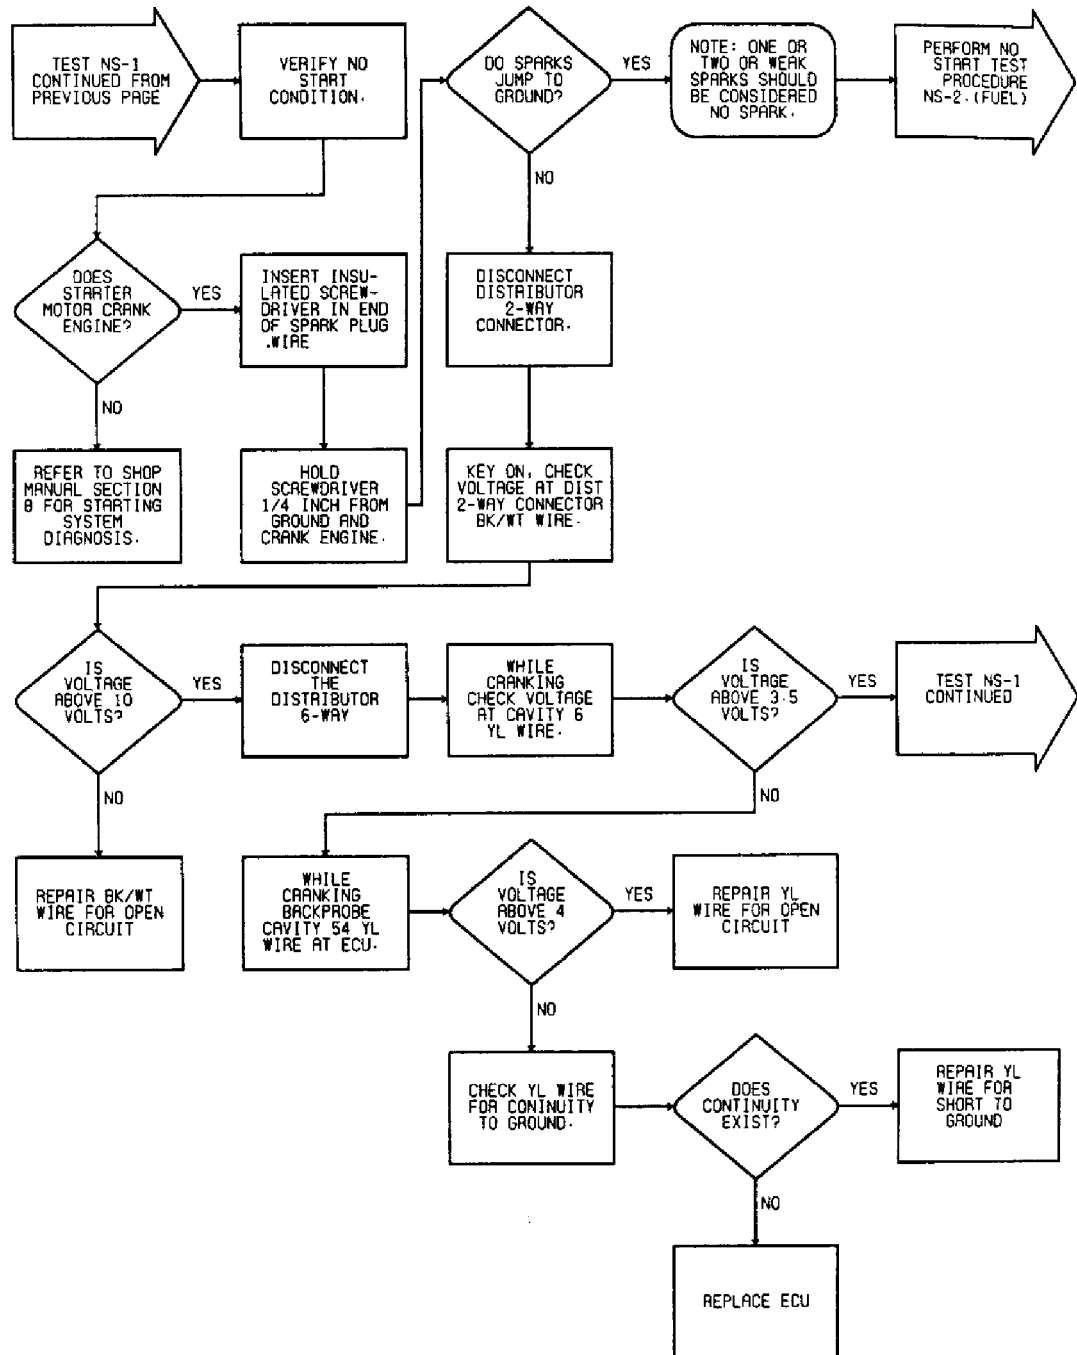 TEST NS-1
CONTINUED FROM
PREVIOUS PAGE
VERIFY NO
START
CONDITION.
DO SPARKS
JUMP TO
GROUND?
YES
NOTE: ONE OR
TWO OR WEAK
SPARKS SHOULD
BE CONSIDERED
NO SPARK.
PERFORM NO
START TEST
PROCEDURE
NS-2.(FUEL)
NO
DOES
STARTER
MOTOR CRANK
ENGINE?
YES
INSERT INSU-
LATED SCREW-
DRIVER IN END
OF SPARK PLUG
.WIRE
DISCONNECT
DISTRIBUTOR
2-WAY
CONNECTOR.
NO
REFER TO SHOP
MANUAL SECTION
8 FOR STARTING
SYSTEM
DIAGNOSIS.
HOLD
SCREWDRIVER
1/4 INCH FROM
GROUND AND
CRANK ENGINE.
KEY ON, CHECK
VOLTAGE AT DIST
2-WAY CONNECTOR
BK/WT WIRE.
IS
VOLTAGE
ABOVE 10
VOLTS?
YES
DISCONNECT
THE
DISTRIBUTOR
6-WAY
WHILE
CRANKING
CHECK VOLTAGE
AT CAVITY 6
YL WIRE.
IS
VOLTAGE
ABOVE 3.5
VOLTS?
YES
TEST NS-1
CONTINUED
NO
NO
REPAIR BK/WT
WIRE FOR OPEN
CIRCUIT
WHILE
CRANKING
BACKPROBE
CAVITY 54 YL
WIRE AT ECU.
IS
VOLTAGE
ABOVE 4
VOLTS?
YES
REPAIR YL
WIRE FOR OPEN
CIRCUIT
NO
CHECK YL WIRE
FOR CONINUITY
TO GROUND.
DOES
CONTINUITY
EXIST?
YES
REPAIR YL
WIRE FOR
SHORT TO
GROUND
NO
REPLACE ECU